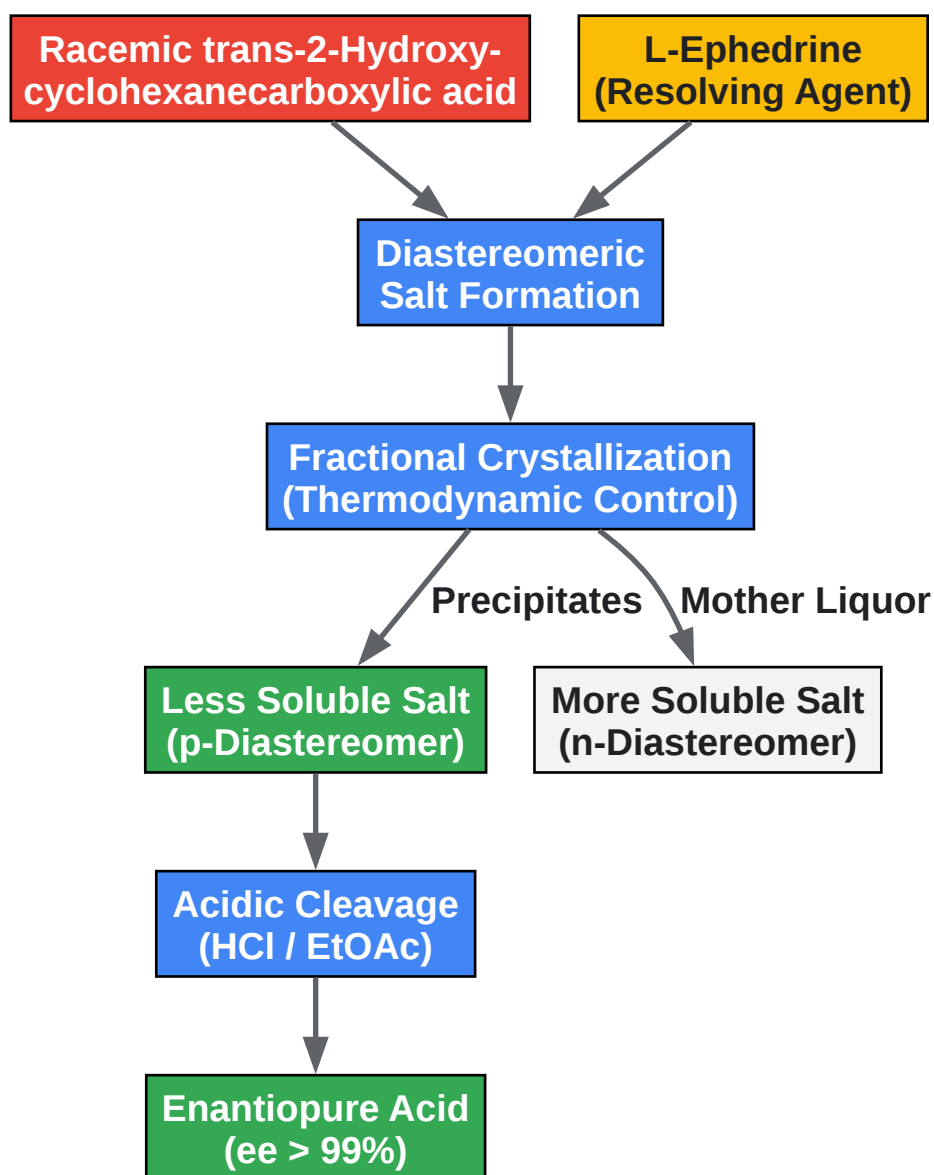 Racemic trans-2-Hydroxy-
cyclohexanecarboxylic acid
L-Ephedrine
(Resolving Agent)
Diastereomeric
Salt Formation
Fractional Crystallization
(Thermodynamic Control)
Precipitates
Mother Liquor
Less Soluble Salt
(p-Diastereomer)
More Soluble Salt
(n-Diastereomer)
Acidic Cleavage
(HCl / EtOAc)
Enantiopure Acid
(ee > 99%)